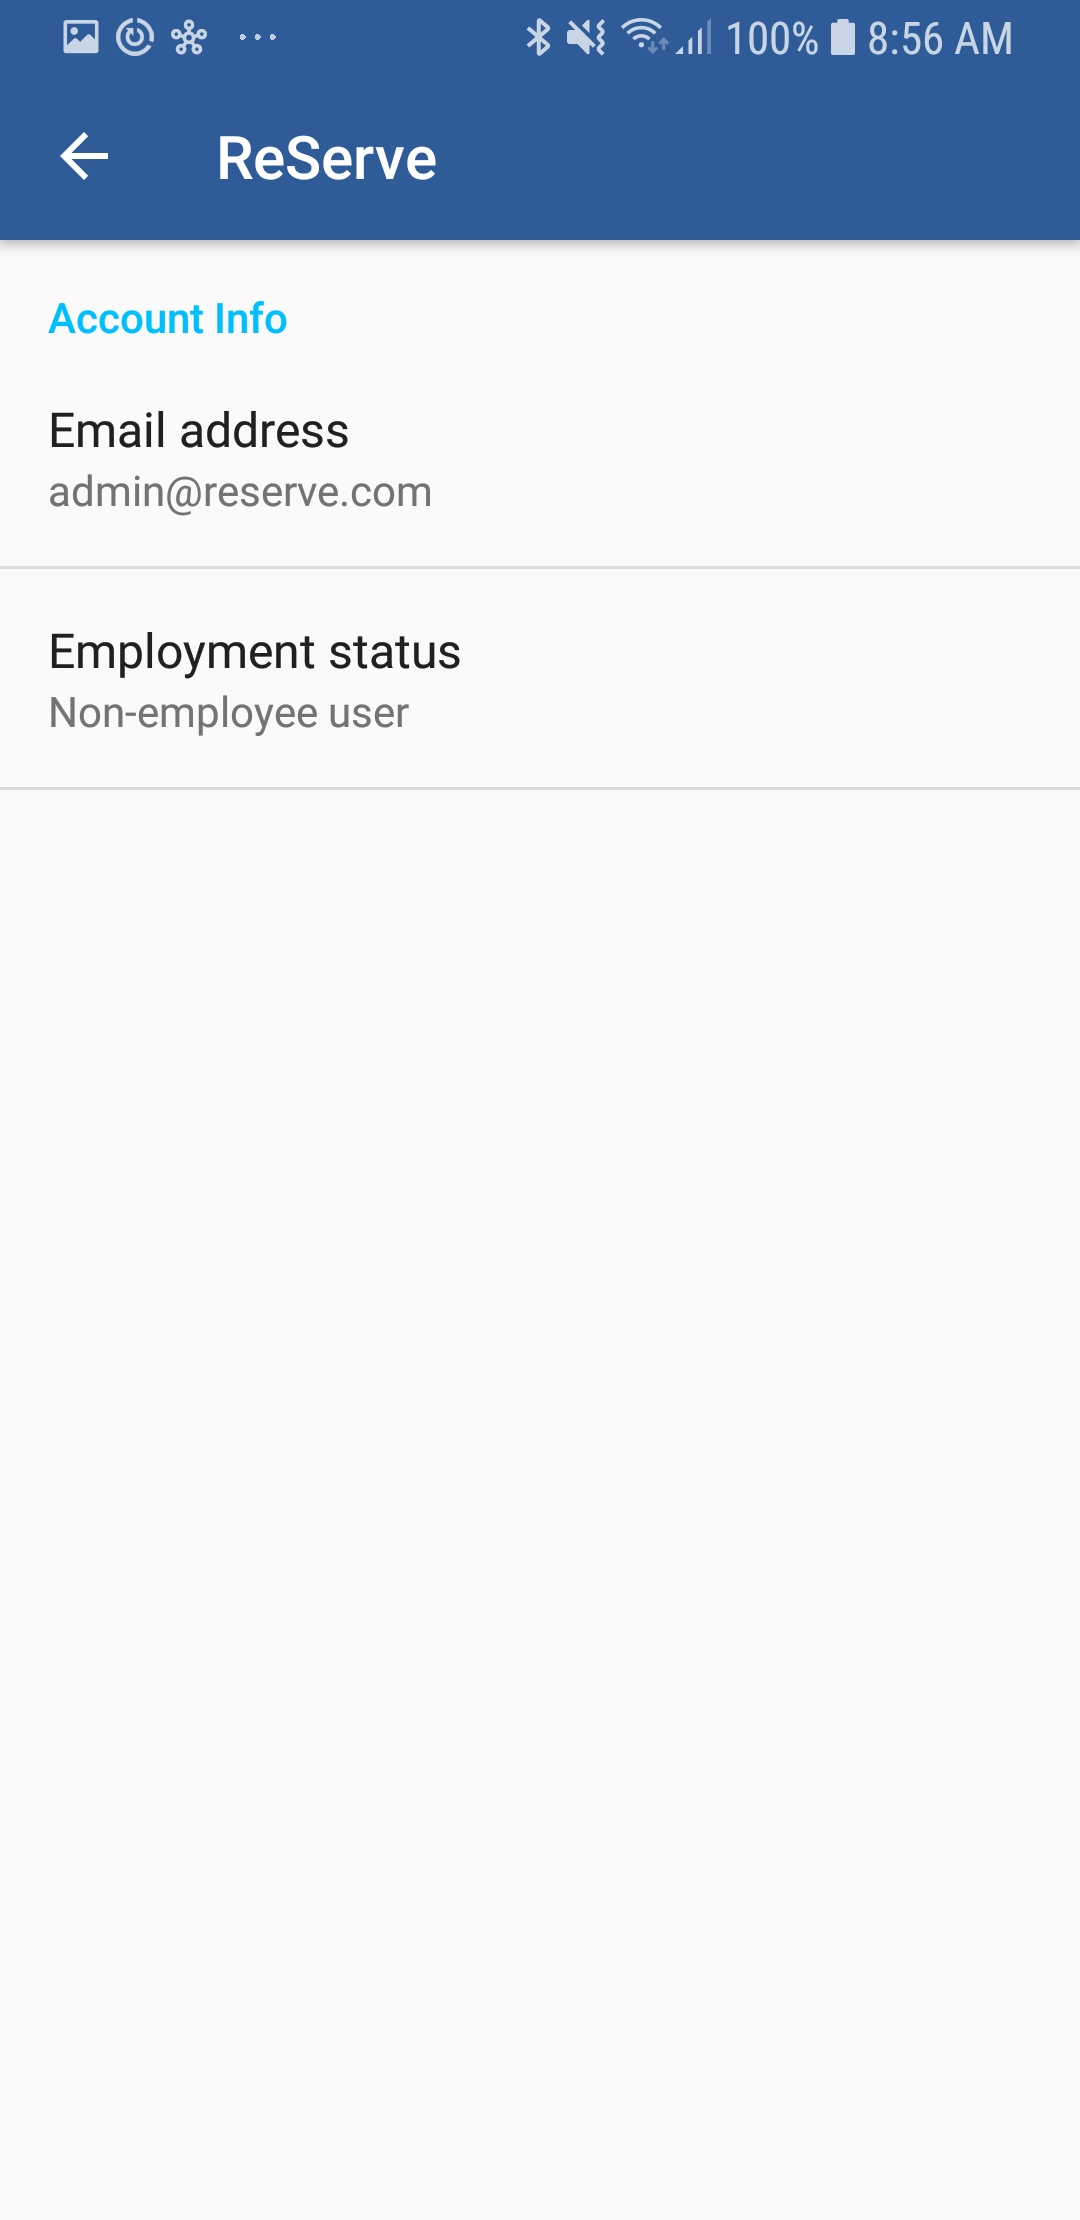 100% 8:56 AM
ReServe
Account Info
Email address
admin@reserve.com
Employment status
Non-employee user